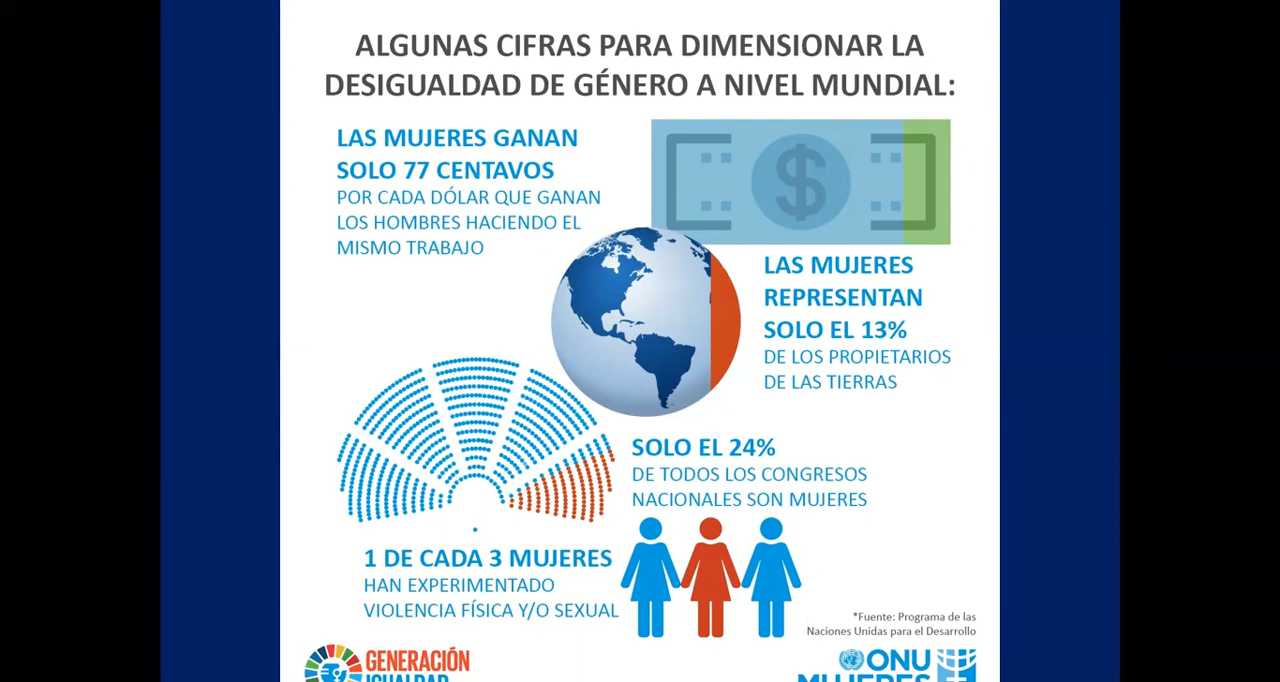 ALGUNAS CIFRAS PARA DIMENSIONAR LA
DESIGUALDAD DE GÉNERO A NIVEL MUNDIAL:
LAS MUJERES GANAN
SOLO 77 CENTAVOS
POR CADA DÓLAR QUE GANAN
LOS HOMBRES HACIENDO EL
MISMO TRABAJO
$
LAS MUJERES
REPRESENTAN
SOLO EL 13%
DE LOS PROPIETARIOS
DE LAS TIERRAS
SOLO EL 24%
DE TODOS LOS CONGRESOS
NACIONALES SON MUJERES
1 DE CADA 3 MUJERES
HAN EXPERIMENTADO
VIOLENCIA FÍSICA Y/O SEXUAL
*Fuente: Programa de las
Naciones Unidas para el Desarrollo
GENERACIÓN
IGUALDAD
ONU
MUJERES